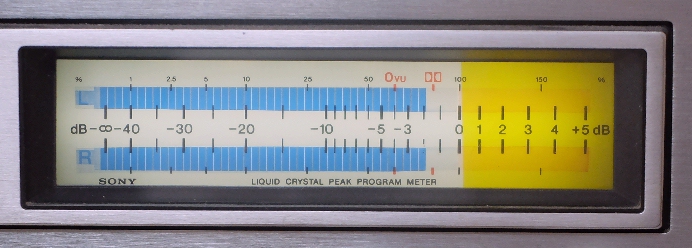 % 1 2.5 5 10 25 50 0VU 100 150 %
L
dB -∞ -40 -30 -20 -10 -5 -3 0 1 2 3 4 +5 dB
R
SONY LIQUID CRYSTAL PEAK PROGRAM METER